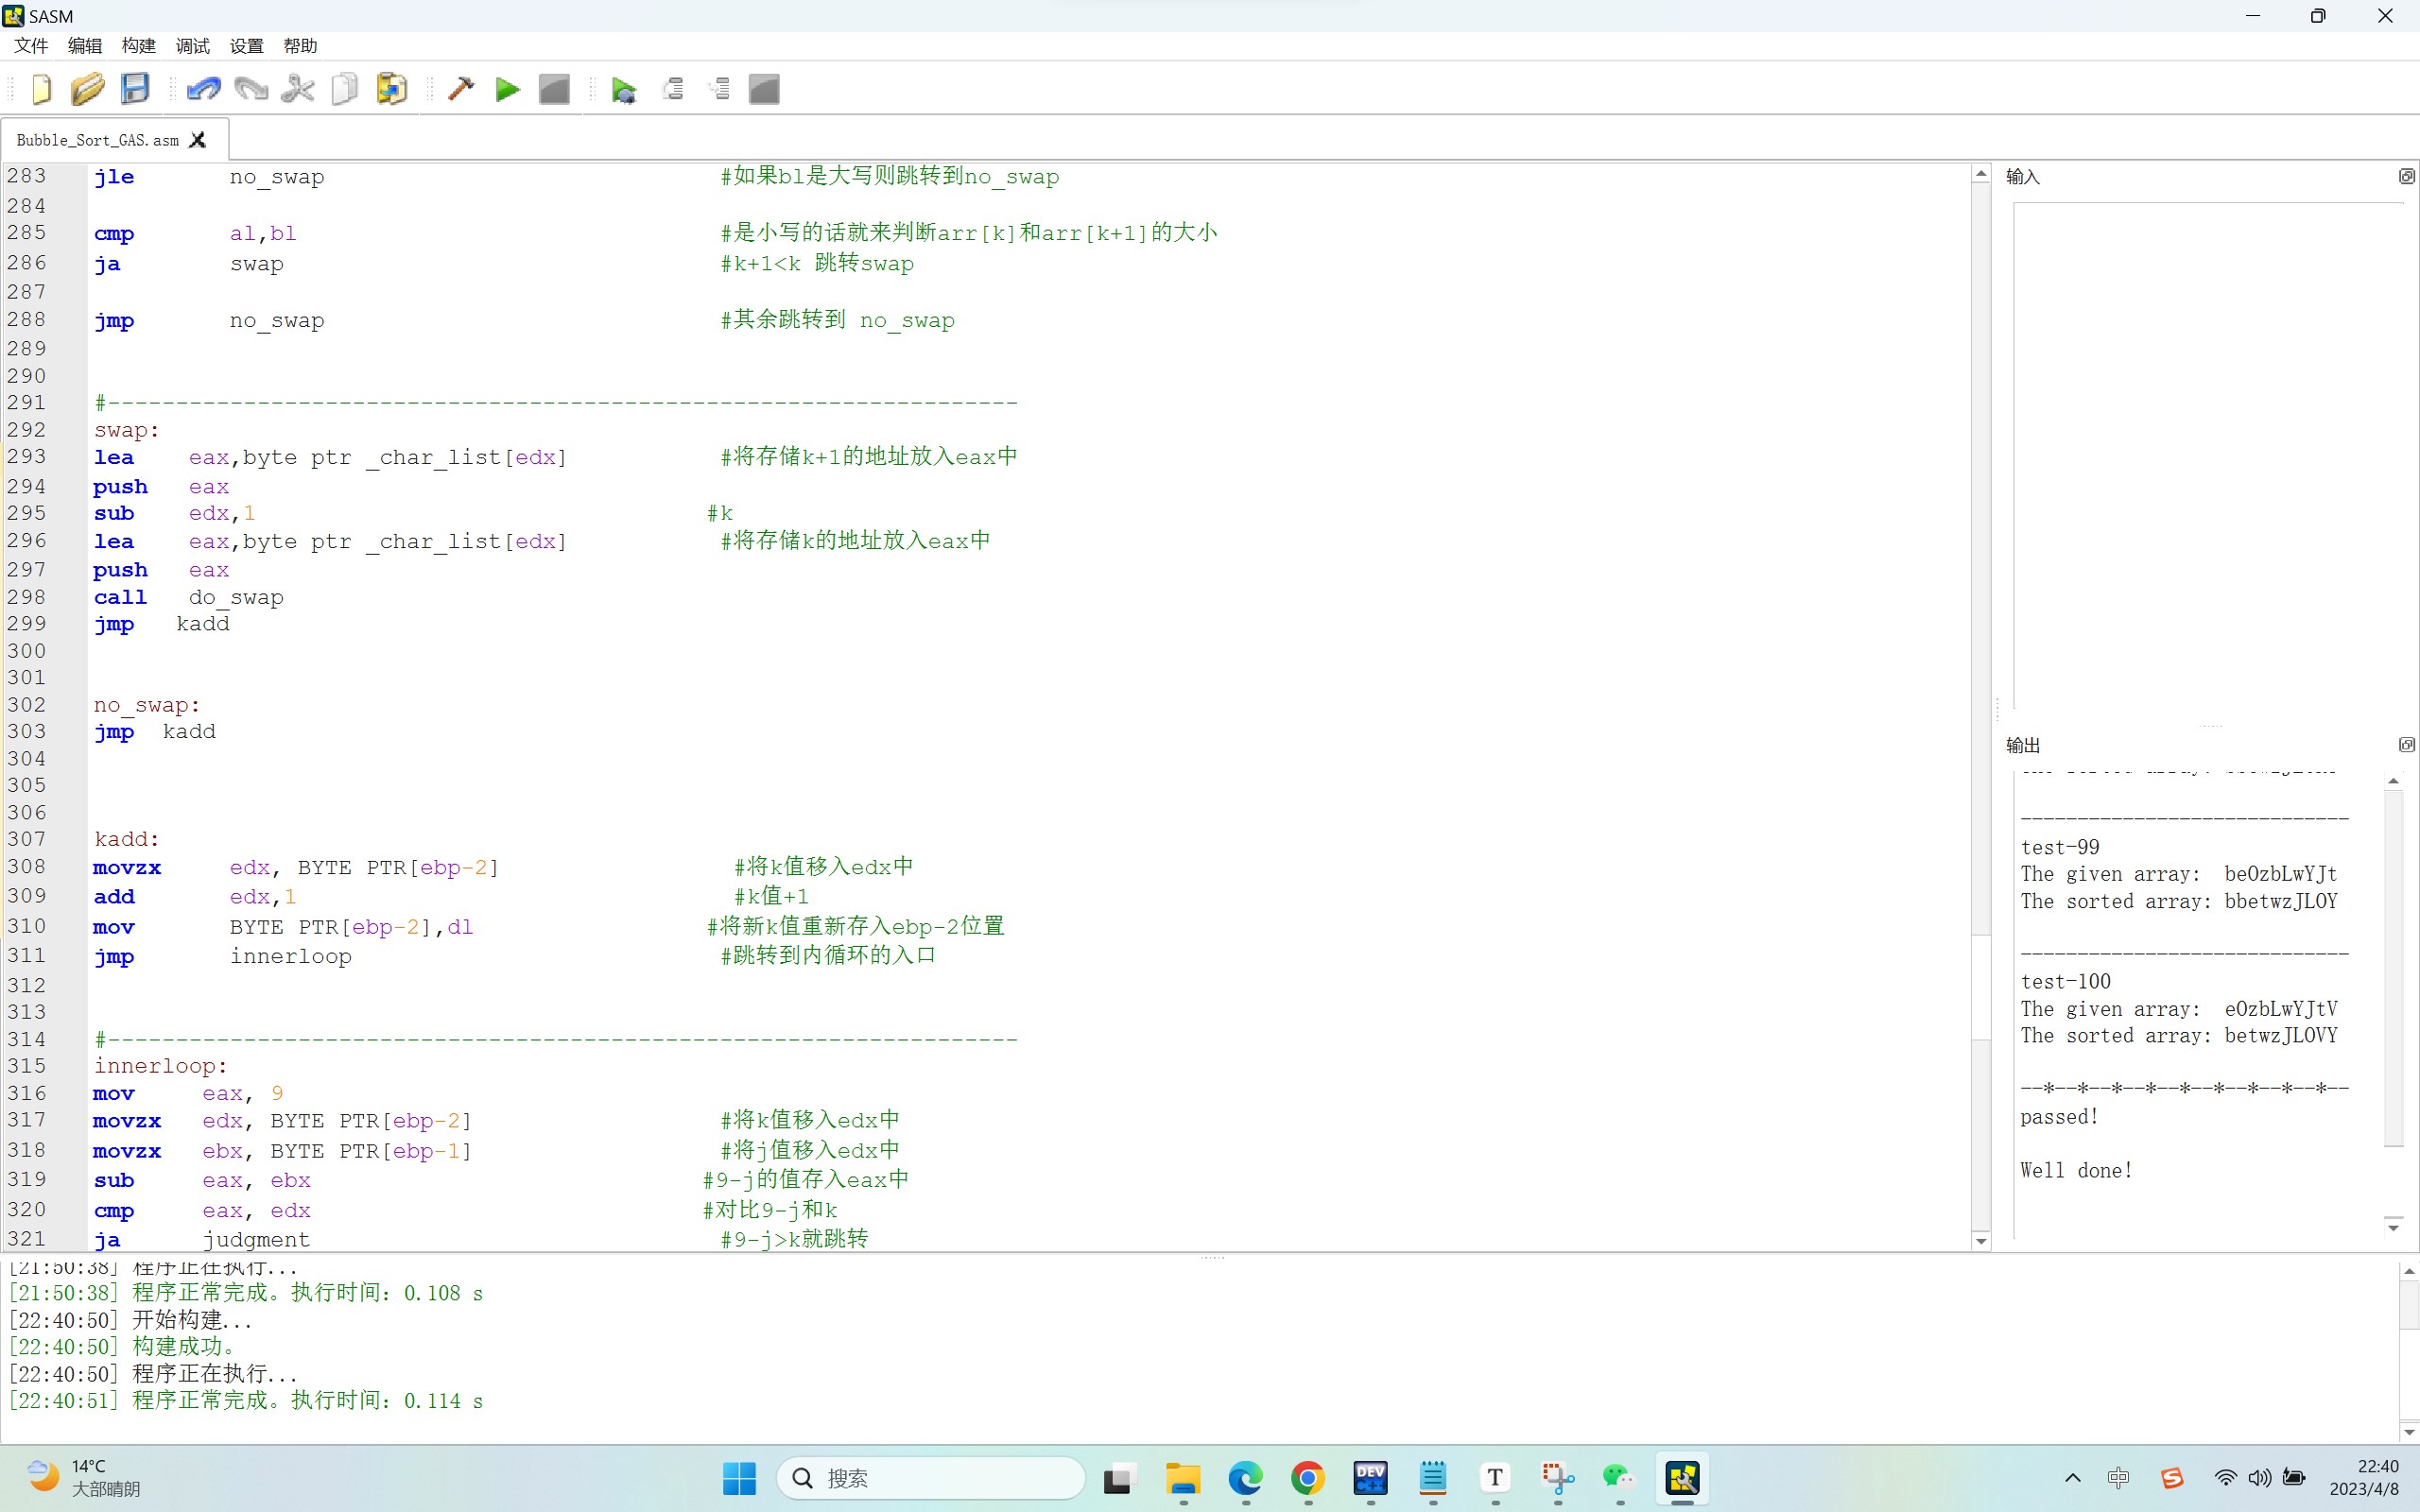 SASM
文件 编辑 构建 调试 设置 帮助
Bubble_Sort_GAS.asm
283 jle no_swap #如果bl是大写则跳转到no_swap
284
285 cmp al,bl #是小写的话就来判断arr[k]和arr[k+1]的大小
286 ja swap #k+1<k 跳转swap
287
288 jmp no_swap #其余跳转到 no_swap
289
290
291 #-------------------------------------------------------------------
292 swap:
293 lea eax,byte ptr _char_list[edx] #将存储k+1的地址放入eax中
294 push eax
295 sub edx,1 #k
296 lea eax,byte ptr _char_list[edx] #将存储k的地址放入eax中
297 push eax
298 call do_swap
299 jmp kadd
300
301
302 no_swap:
303 jmp kadd
304
305
306
307 kadd:
308 movzx edx, BYTE PTR[ebp-2] #将k值移入edx中
309 add edx,1 #k值+1
310 mov BYTE PTR[ebp-2],dl #将新k值重新存入ebp-2位置
311 jmp innerloop #跳转到内循环的入口
312
313
314 #-------------------------------------------------------------------
315 innerloop:
316 mov eax, 9
317 movzx edx, BYTE PTR[ebp-2] #将k值移入edx中
318 movzx ebx, BYTE PTR[ebp-1] #将j值移入edx中
319 sub eax, ebx #9-j的值存入eax中
320 cmp eax, edx #对比9-j和k
321 ja judgment #9-j>k就跳转
输入
输出
-----------------------------
test-99
The given array:  beOzbLwYJt
The sorted array: bbetwzJLOY
-----------------------------
test-100
The given array:  eOzbLwYJtV
The sorted array: betwzJLOVY
--*--*--*--*--*--*--*--*--*--
passed!
Well done!
[21:50:38] 程序正在执行...
[21:50:38] 程序正常完成。执行时间: 0.108 s
[22:40:50] 开始构建...
[22:40:50] 构建成功。
[22:40:50] 程序正在执行...
[22:40:51] 程序正常完成。执行时间: 0.114 s
14°C
大部晴朗
搜索
DEV
C++
T
中
S
22:40
2023/4/8